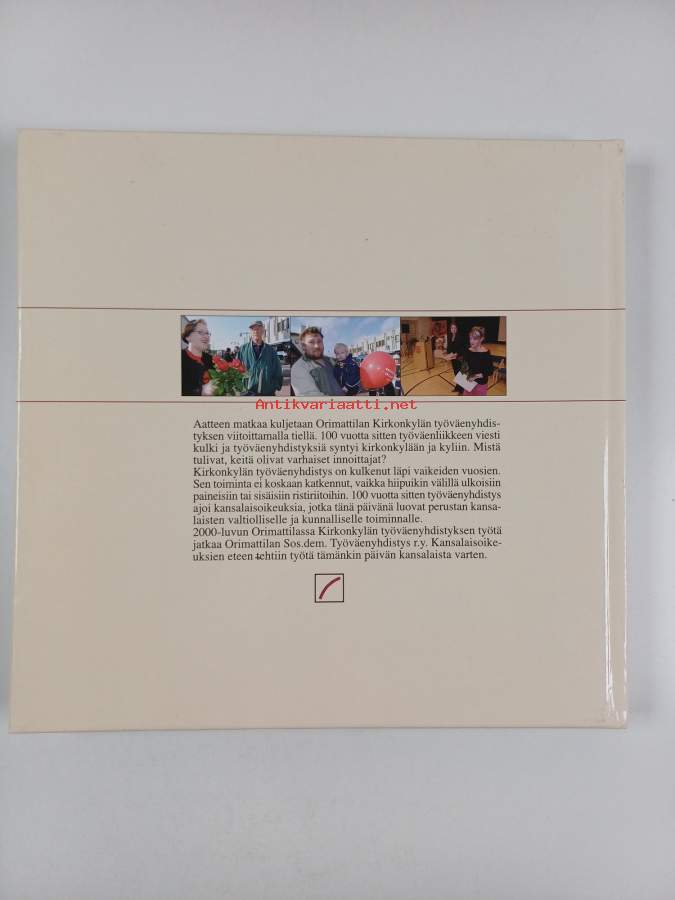 Antikvariaatti.net
Aatteen matkaa kuljetaan Orimattilan Kirkonkylän työväenyhdis-
tyksen viitoittamalla tiellä. 100 vuotta sitten työväenliikkeen viesti
kulki ja työväenyhdistyksiä syntyi kirkonkylään ja kyliin. Mistä
tulivat, keitä olivat varhaiset innoittajat?
Kirkonkylän työväenyhdistys on kulkenut läpi vaikeiden vuosien.
Sen toiminta ei koskaan katkennut, vaikka hiipuikin välillä ulkoisiin
paineisiin tai sisäisiin ristiriitoihin. 100 vuotta sitten työväenyhdistys
ajoi kansalaisoikeuksia, jotka tänä päivänä luovat perustan kansa-
laisten valtiolliselle ja kunnalliselle toiminnalle.
2000-luvun Orimattilassa Kirkonkylän työväenyhdistyksen työtä
jatkaa Orimattilan Sos.dem. Työväenyhdistys r.y. Kansalaisoike-
uksien eteen tehtiin työtä tämänkin päivän kansalaista varten.